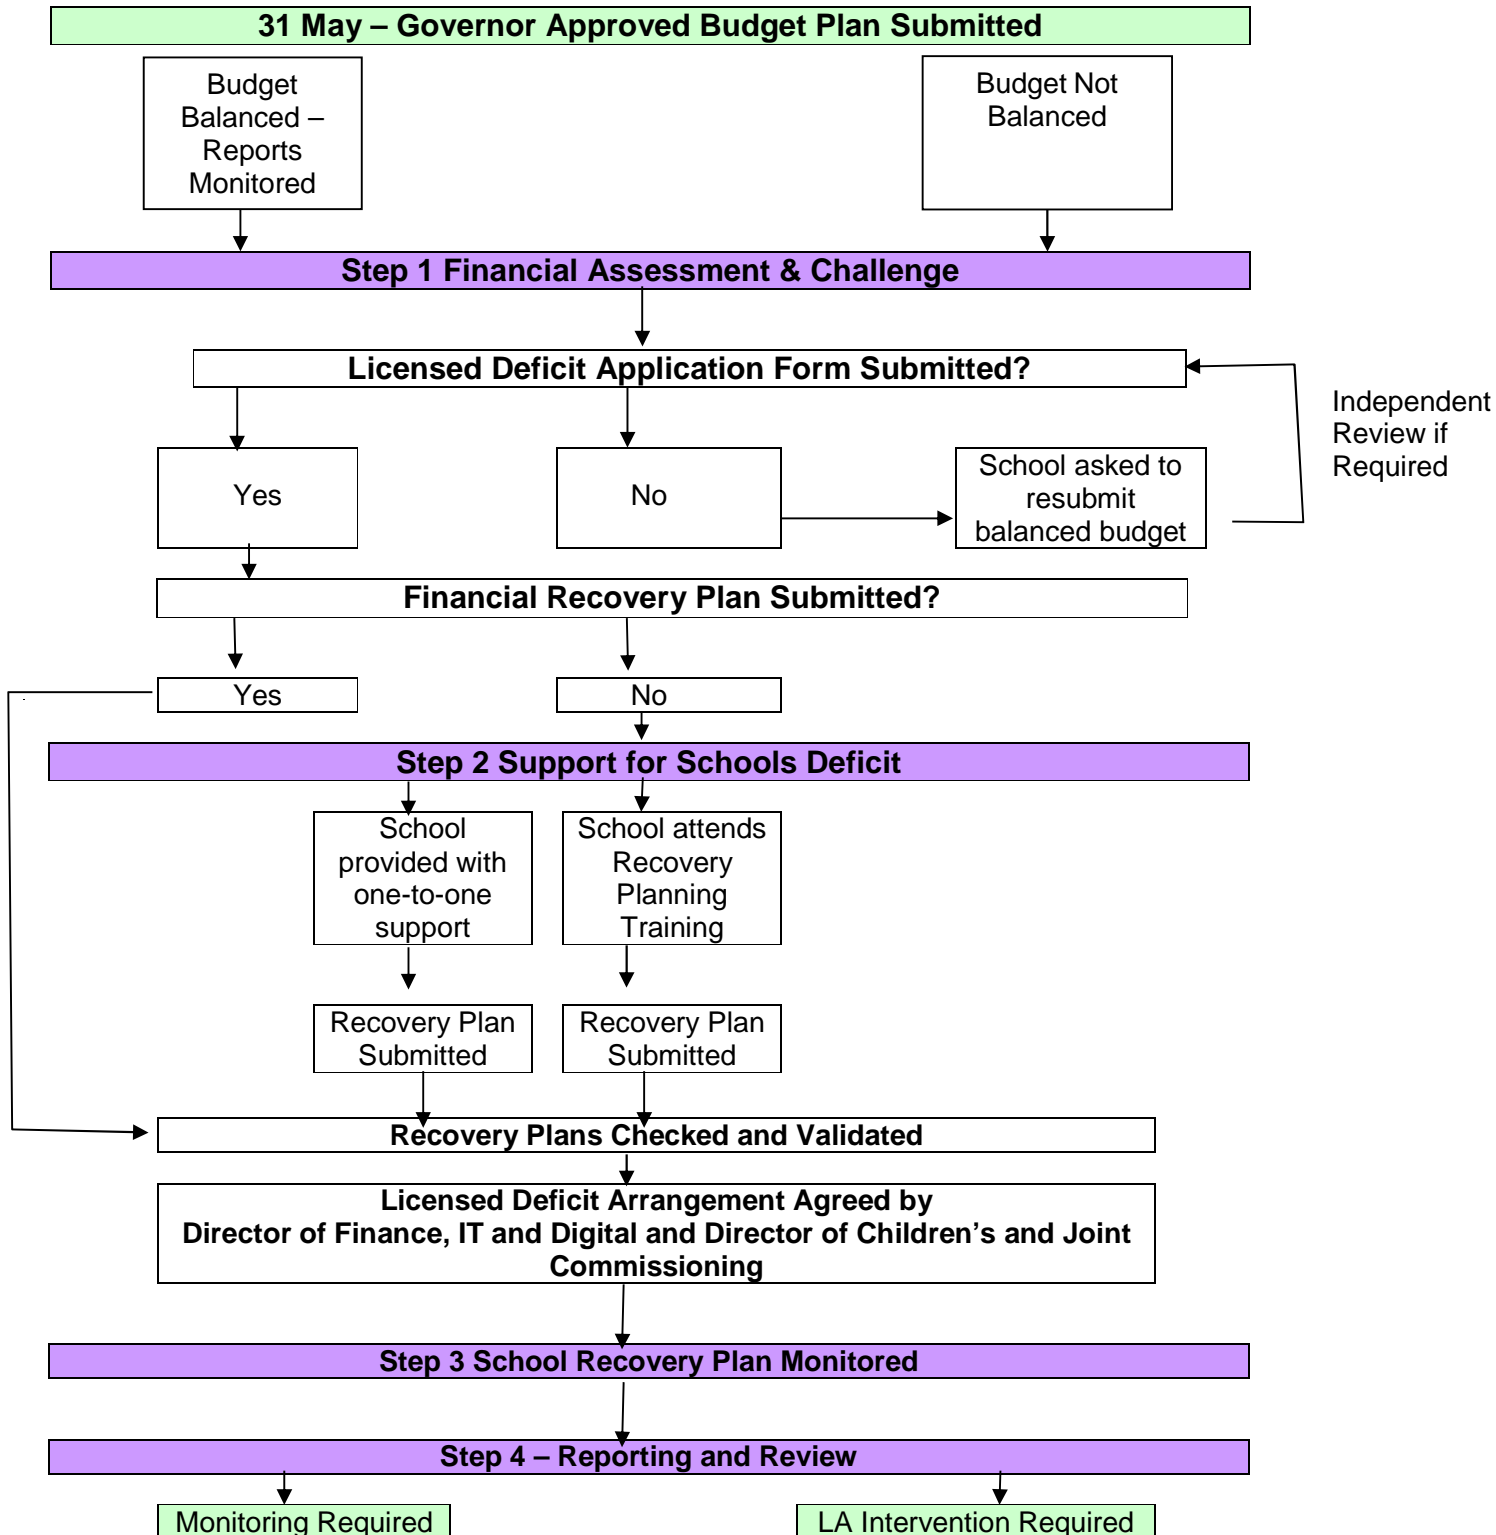 31 May – Governor Approved Budget Plan Submitted
Budget
Balanced –
Reports
Monitored
Budget Not
Balanced
Step 1 Financial Assessment & Challenge
Licensed Deficit Application Form Submitted?
Independent
Review if
Required
Yes
No
School asked to
resubmit
balanced budget
Financial Recovery Plan Submitted?
Yes
No
Step 2 Support for Schools Deficit
School
provided with
one-to-one
support
School attends
Recovery
Planning
Training
Recovery Plan
Submitted
Recovery Plan
Submitted
Recovery Plans Checked and Validated
Licensed Deficit Arrangement Agreed by
Director of Finance, IT and Digital and Director of Children’s and Joint
Commissioning
Step 3 School Recovery Plan Monitored
Step 4 – Reporting and Review
Monitoring Required
LA Intervention Required